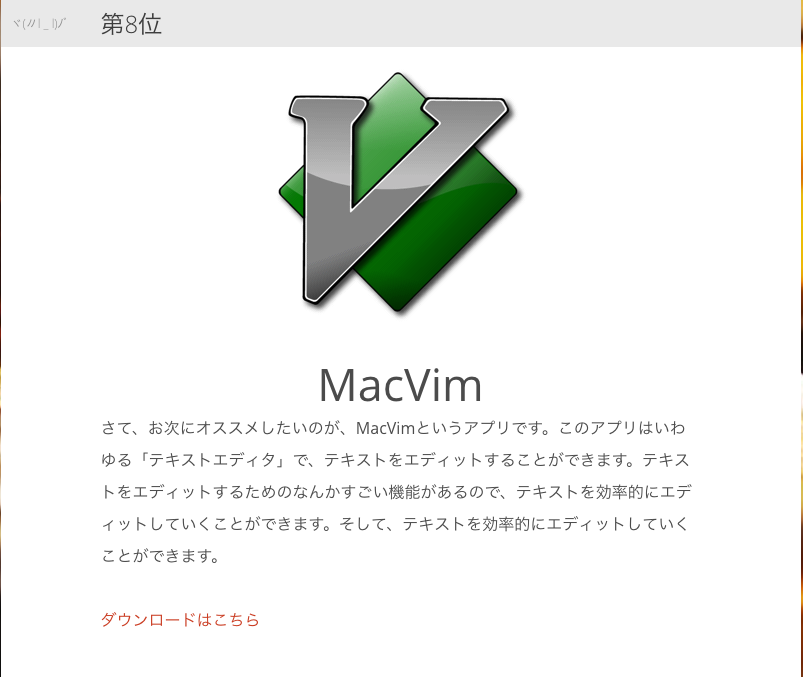 ヾ(〃l _ l)ﾉﾞ
第8位
MacVim
さて、お次にオススメしたいのが、MacVimというアプリです。このアプリはいわ
ゆる「テキストエディタ」で、テキストをエディットすることができます。テキス
トをエディットするためのなんかすごい機能があるので、テキストを効率的にエデ
ィットしていくことができます。そして、テキストを効率的にエディットしていく
ことができます。
ダウンロードはこちら